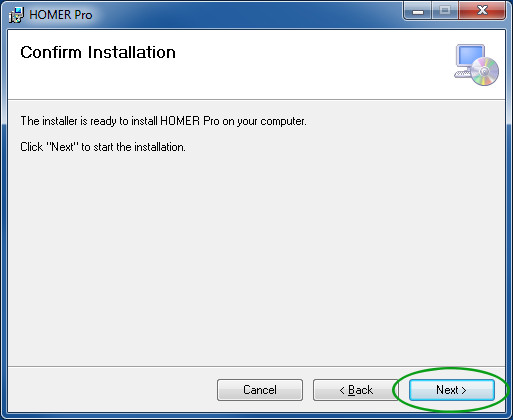 HOMER Pro
Confirm Installation
The installer is ready to install HOMER Pro on your computer.
Click "Next" to start the installation.
Cancel
< Back
Next >